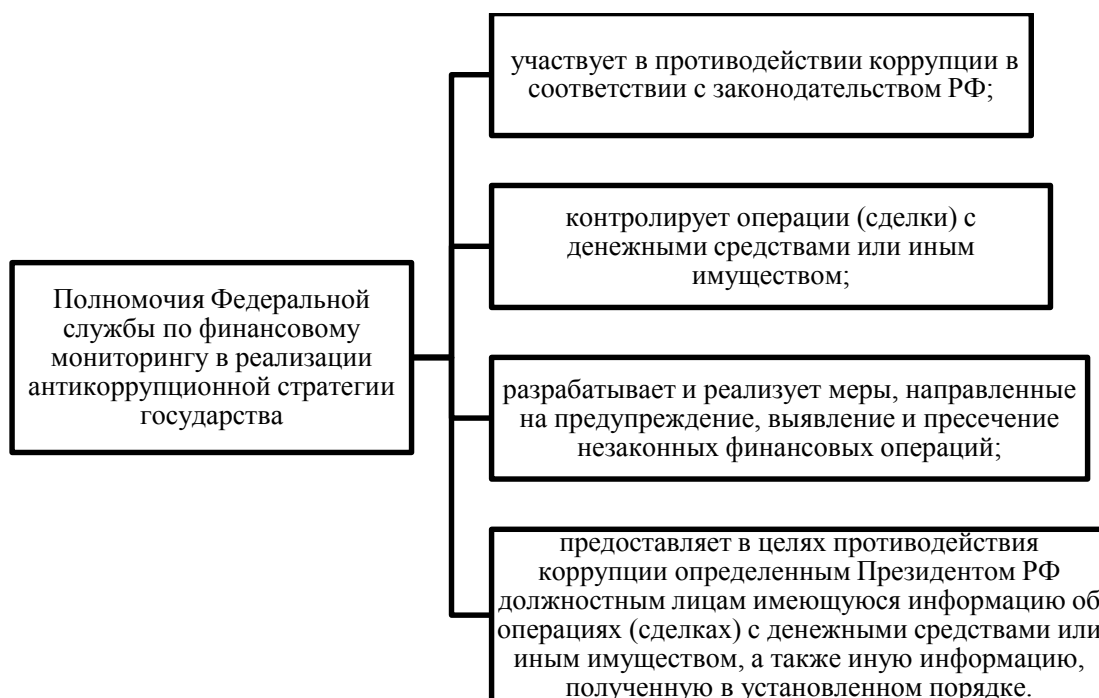 Полномочия Федеральной
службы по финансовому
мониторингу в реализации
антикоррупционной стратегии
государства
участвует в противодействии коррупции в
соответствии с законодательством РФ;
контролирует операции (сделки) с
денежными средствами или иным
имуществом;
разрабатывает и реализует меры, направленные
на предупреждение, выявление и пресечение
незаконных финансовых операций;
предоставляет в целях противодействия
коррупции определенным Президентом РФ
должностным лицам имеющуюся информацию об
операциях (сделках) с денежными средствами или
иным имуществом, а также иную информацию,
полученную в установленном порядке.